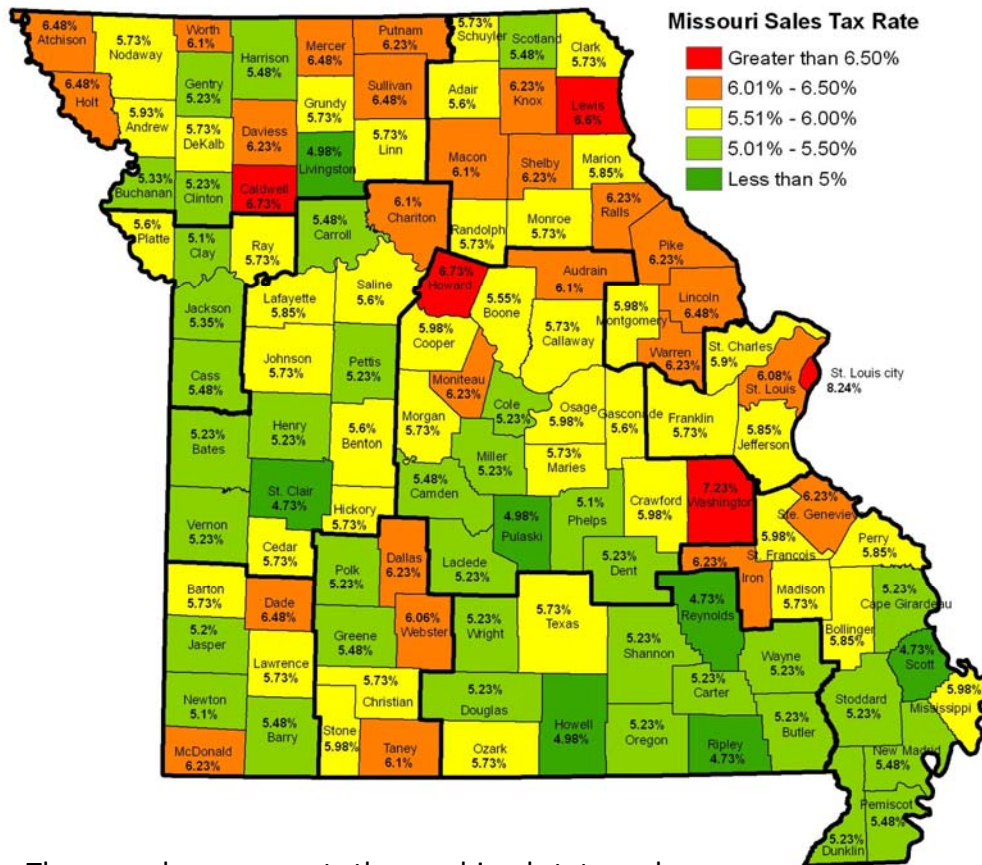 Missouri Sales Tax Rate
Greater than 6.50%
6.01% - 6.50%
5.51% - 6.00%
5.01% - 5.50%
Less than 5%
6.48%
Atchison
5.73%
Nodaway
Worth
6.1%
Harrison
5.48%
Mercer
6.48%
Putnam
6.23%
5.73%
Schuyler
Scotland
5.48%
Clark
5.73%
6.48%
Holt
Gentry
5.23%
Sullivan
6.48%
Adair
5.6%
6.23%
Knox
Lewis
6.6%
5.93%
Andrew
5.73%
DeKalb
Daviess
6.23%
Grundy
5.73%
4.98%
Livingston
5.73%
Linn
Macon
6.1%
Shelby
6.23%
Marion
5.85%
5.33%
Buchanan
5.23%
Clinton
Caldwell
6.73%
6.1%
Chariton
Randolph
5.73%
Monroe
5.73%
6.23%
Ralls
5.6%
Platte
5.1%
Clay
Ray
5.73%
5.48%
Carroll
Pike
6.23%
Jackson
5.35%
Lafayette
5.85%
Saline
5.6%
6.73%
Howard
5.55%
Boone
Audrain
6.1%
5.98%
Montgomery
Lincoln
6.48%
Cass
5.48%
Johnson
5.73%
Pettis
5.23%
5.98%
Cooper
5.73%
Callaway
Warren
6.23%
St. Charles
5.9%
6.08%
St. Louis
St. Louis city
8.24%
Moniteau
6.23%
Cole
5.23%
Osage
5.98%
Gasconade
5.6%
Franklin
5.73%
5.85%
Jefferson
5.23%
Bates
Henry
5.23%
5.6%
Benton
Morgan
5.73%
Miller
5.23%
5.73%
Maries
St. Clair
4.73%
Hickory
5.73%
5.48%
Camden
4.98%
Pulaski
5.1%
Phelps
Crawford
5.98%
7.23%
Washington
6.23%
Ste. Genevieve
Vernon
5.23%
Cedar
5.73%
Polk
5.23%
Dallas
6.23%
Laclede
5.23%
5.23%
Dent
6.23%
Iron
5.98%
St. Francois
Perry
5.85%
Barton
5.73%
Dade
6.48%
Greene
5.48%
6.06%
Webster
5.23%
Wright
5.73%
Texas
4.73%
Reynolds
Madison
5.73%
Bollinger
5.85%
5.23%
Cape Girardeau
5.2%
Jasper
Lawrence
5.73%
5.23%
Shannon
Wayne
5.23%
4.73%
Scott
Newton
5.1%
5.48%
Barry
5.73%
Christian
5.23%
Douglas
5.23%
Carter
Stoddard
5.23%
5.98%
Mississippi
McDonald
6.23%
Stone
5.98%
Taney
6.1%
Ozark
5.73%
Howell
4.98%
5.23%
Oregon
Ripley
4.73%
5.23%
Butler
New Madrid
5.48%
Pemiscot
5.48%
5.23%
Dunklin